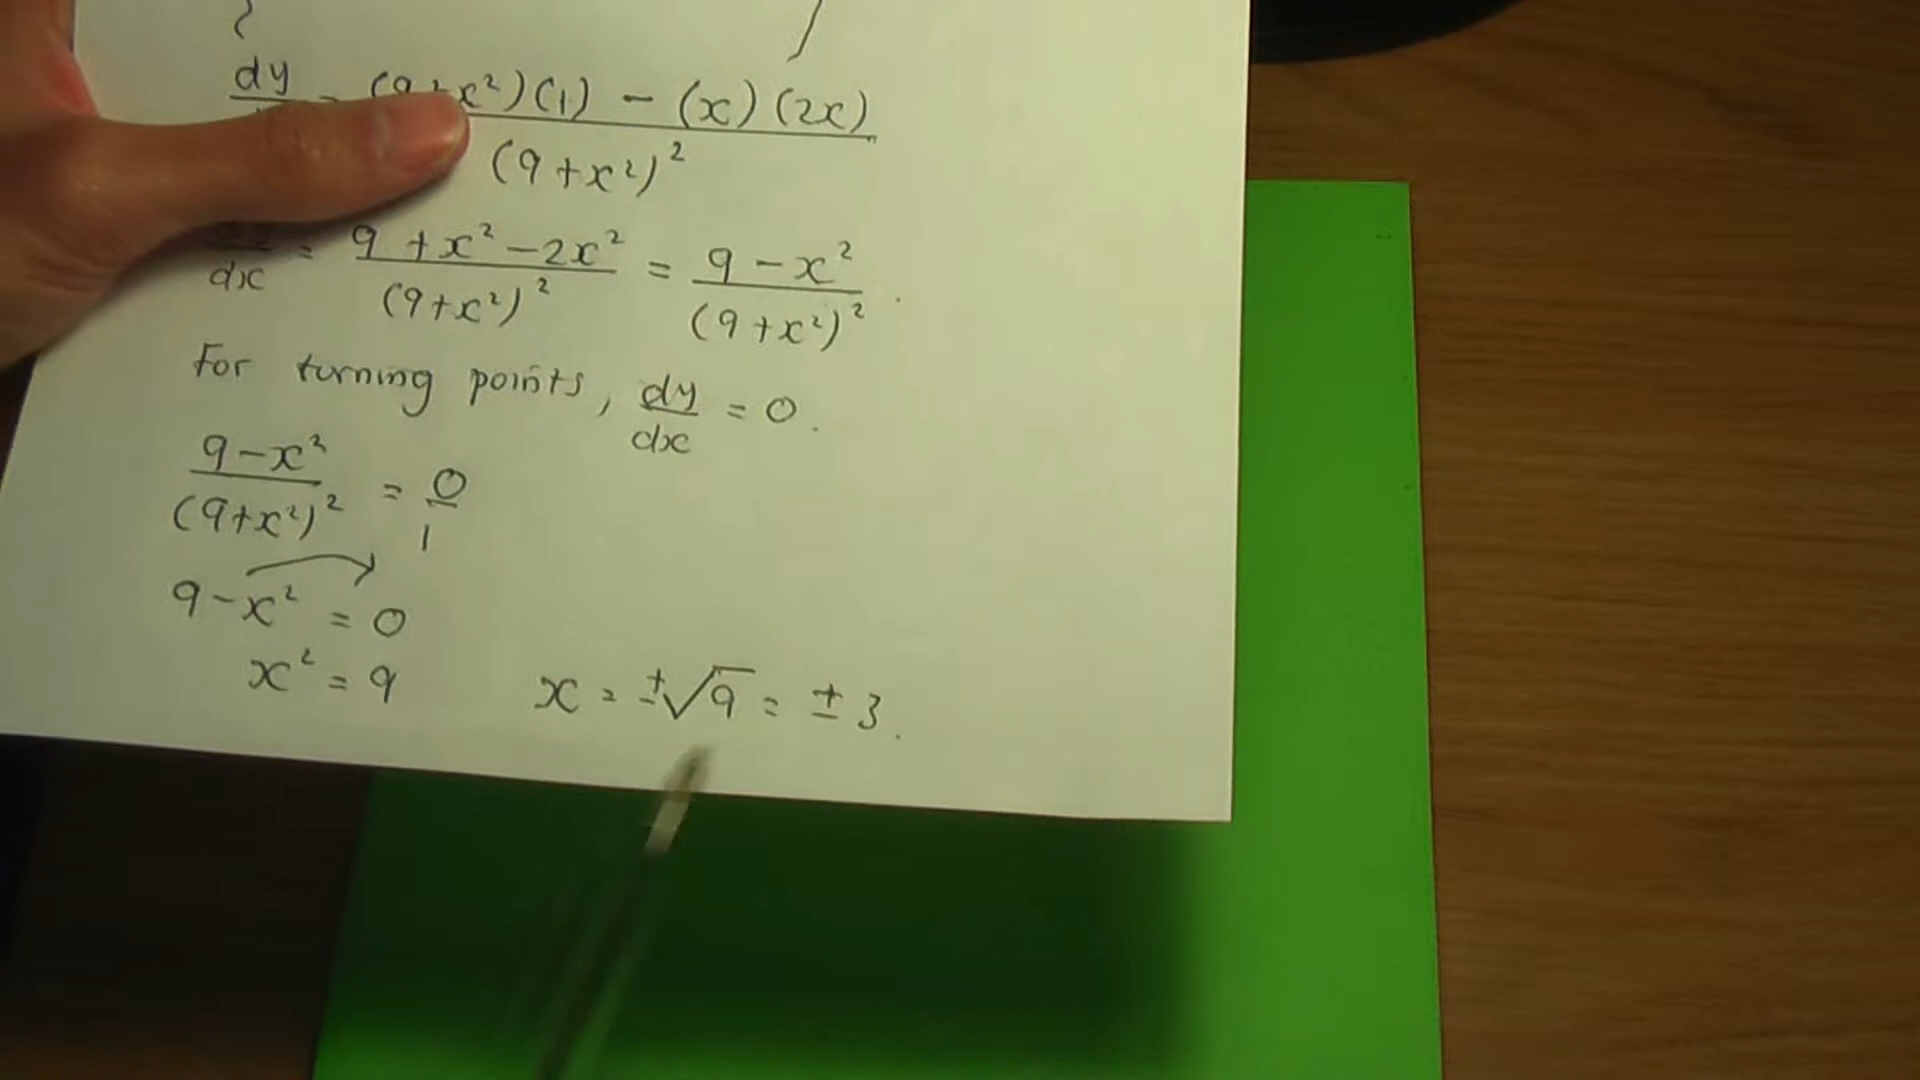 dy = (9+x²)(1) - (x)(2x)
(9+x²)²
dx = 9+x²-2x² / (9+x²)² = 9-x² / (9+x²)².
For turning points, dy/dx = 0.
9-x² / (9+x²)² = 0/1
9-x² = 0
x² = 9 x = ±√9 = ±3.